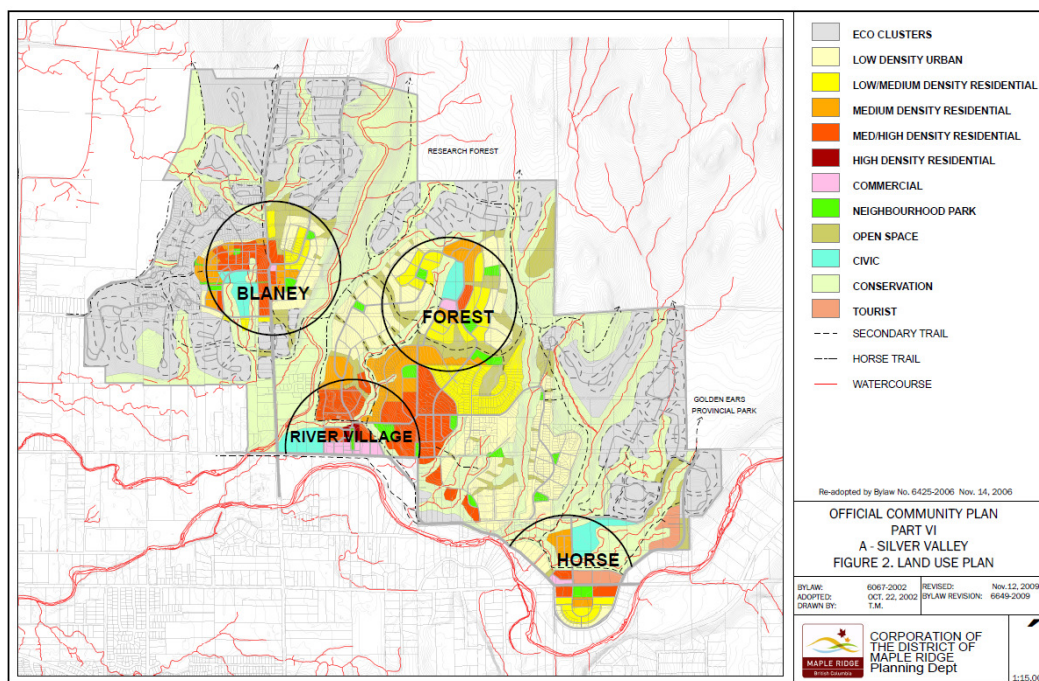 RESEARCH FOREST
BLANEY
FOREST
RIVER VILLAGE
GOLDEN EARS
PROVINCIAL PARK
HORSE
ECO CLUSTERS
LOW DENSITY URBAN
LOW/MEDIUM DENSITY RESIDENTIAL
MEDIUM DENSITY RESIDENTIAL
MED/HIGH DENSITY RESIDENTIAL
HIGH DENSITY RESIDENTIAL
COMMERCIAL
NEIGHBOURHOOD PARK
OPEN SPACE
CIVIC
CONSERVATION
TOURIST
SECONDARY TRAIL
HORSE TRAIL
WATERCOURSE
Re-adopted by Bylaw No. 6425-2006 Nov. 14, 2006
OFFICIAL COMMUNITY PLAN
PART VI
A - SILVER VALLEY
FIGURE 2. LAND USE PLAN
BYLAW: 6067-2002 REVISED: Nov.12, 2009
ADOPTED: OCT. 22, 2002 BYLAW REVISION: 6649-2009
DRAWN BY: T.M.
MAPLE RIDGE
British Columbia
CORPORATION OF
THE DISTRICT OF
MAPLE RIDGE
Planning Dept